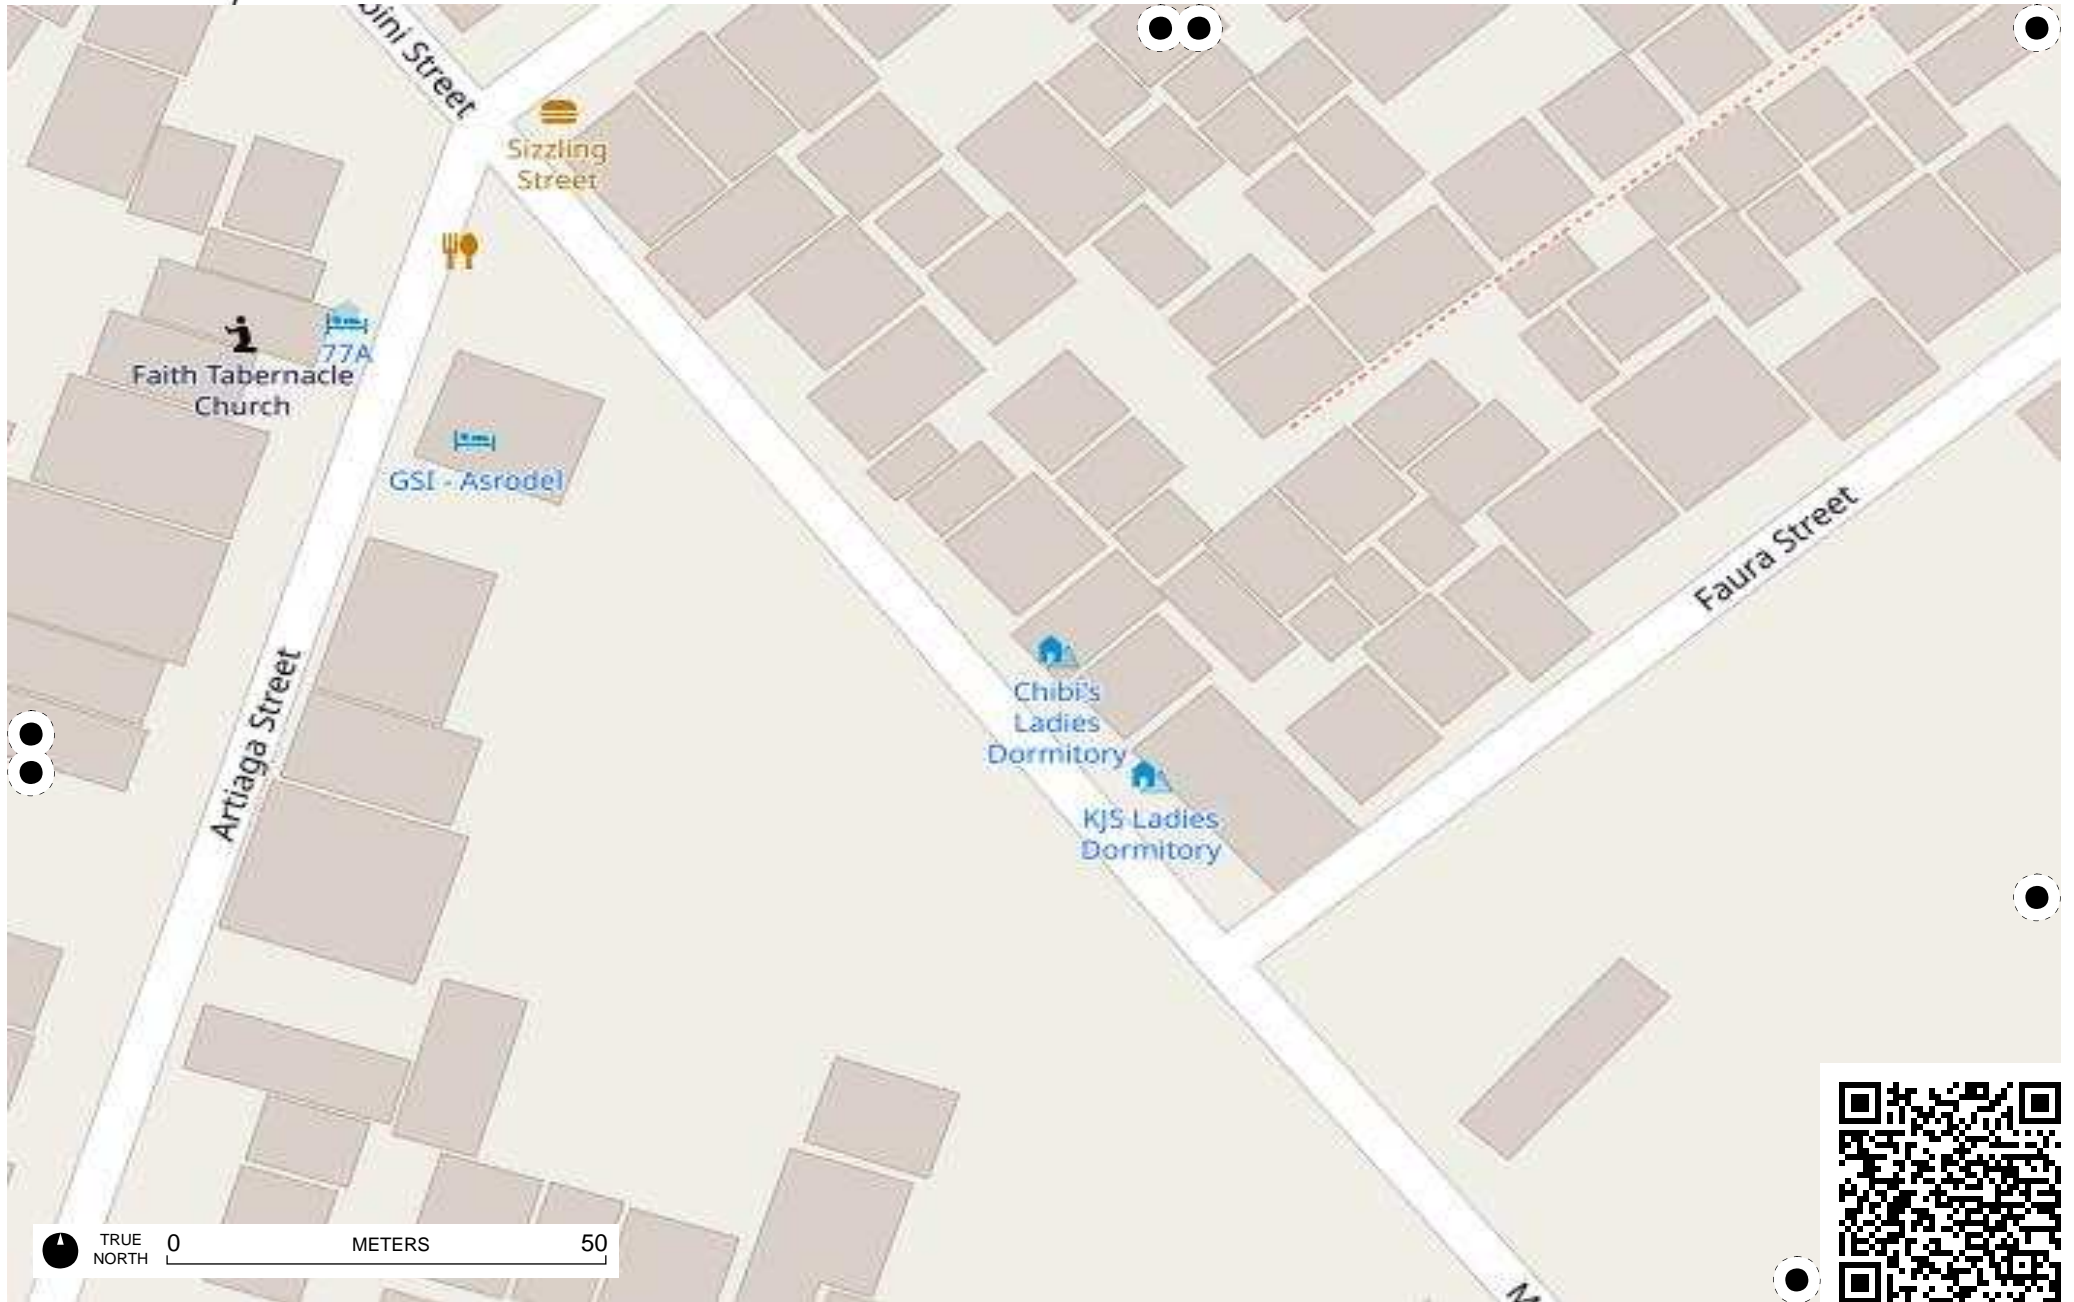 Street
Sizzling
Street
77A
Faith Tabernacle
Church
GSI - Asrodel
Faura Street
Artiaga Street
Chibi's
Ladies
Dormitory
KJS Ladies
Dormitory
TRUE
NORTH
0 METERS 50